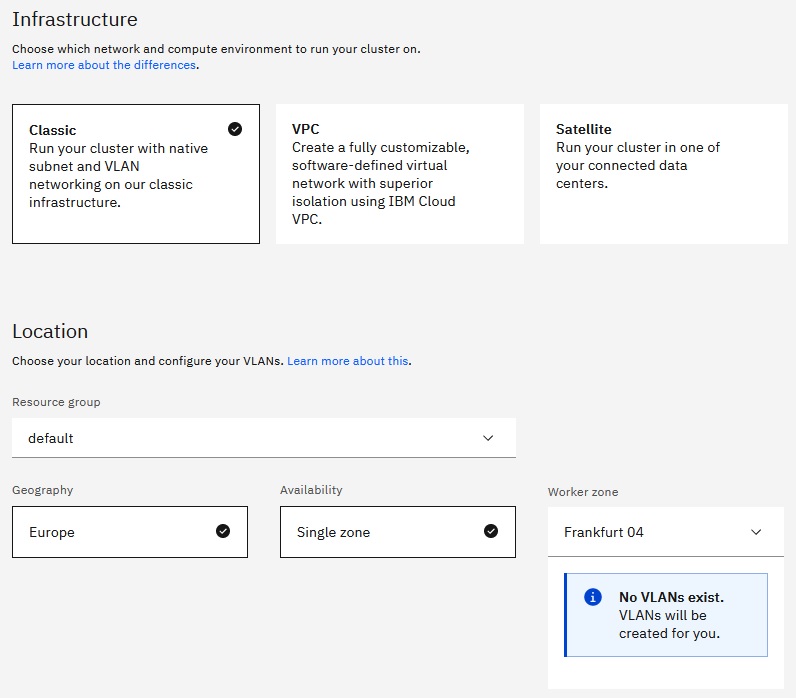 Infrastructure
Choose which network and compute environment to run your cluster on.
Learn more about the differences.
Classic
Run your cluster with native
subnet and VLAN
networking on our classic
infrastructure.
VPC
Create a fully customizable,
software-defined virtual
network with superior
isolation using IBM Cloud
VPC.
Satellite
Run your cluster in one of
your connected data
centers.
Location
Choose your location and configure your VLANs. Learn more about this.
Resource group
default
Geography
Europe
Availability
Single zone
Worker zone
Frankfurt 04
No VLANs exist.
VLANs will be
created for you.